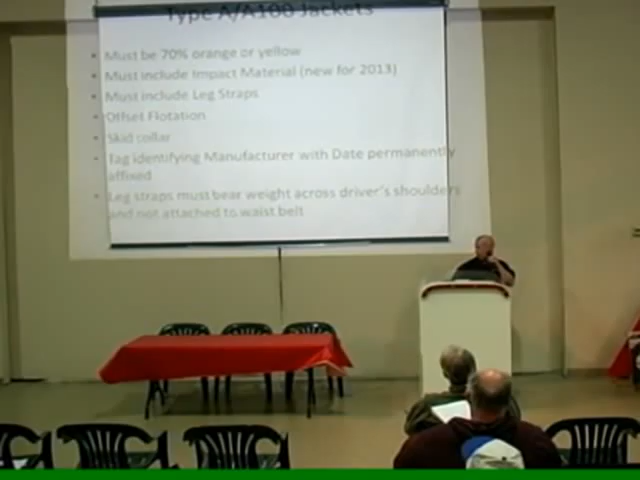 Type A/A100 Jackets
• Must be 70% orange or yellow
• Must include Impact Material (new for 2013)
• Must include Leg Straps
• Offset Flotation
• Skid collar
• Tag identifying Manufacturer with Date permanently
affixed
• Leg straps must bear weight across driver's shoulders
and not attached to waist belt